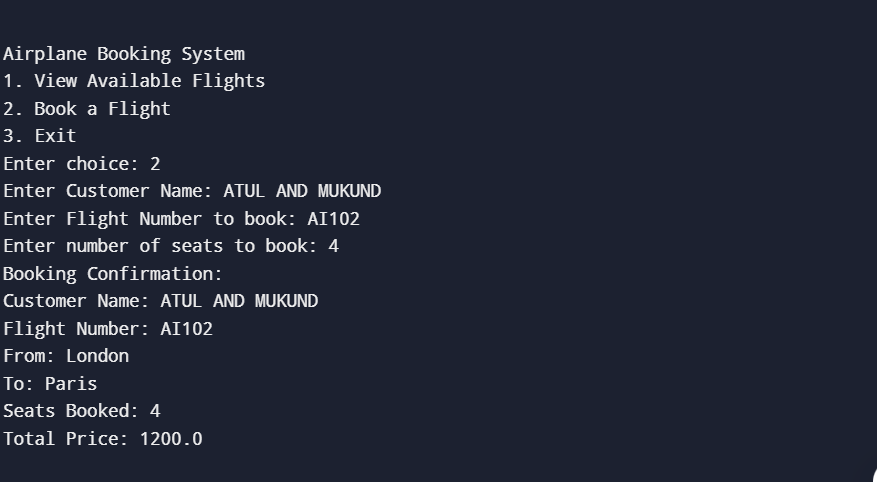 Airplane Booking System
1. View Available Flights
2. Book a Flight
3. Exit
Enter choice: 2
Enter Customer Name: ATUL AND MUKUND
Enter Flight Number to book: AI102
Enter number of seats to book: 4
Booking Confirmation:
Customer Name: ATUL AND MUKUND
Flight Number: AI102
From: London
To: Paris
Seats Booked: 4
Total Price: 1200.0